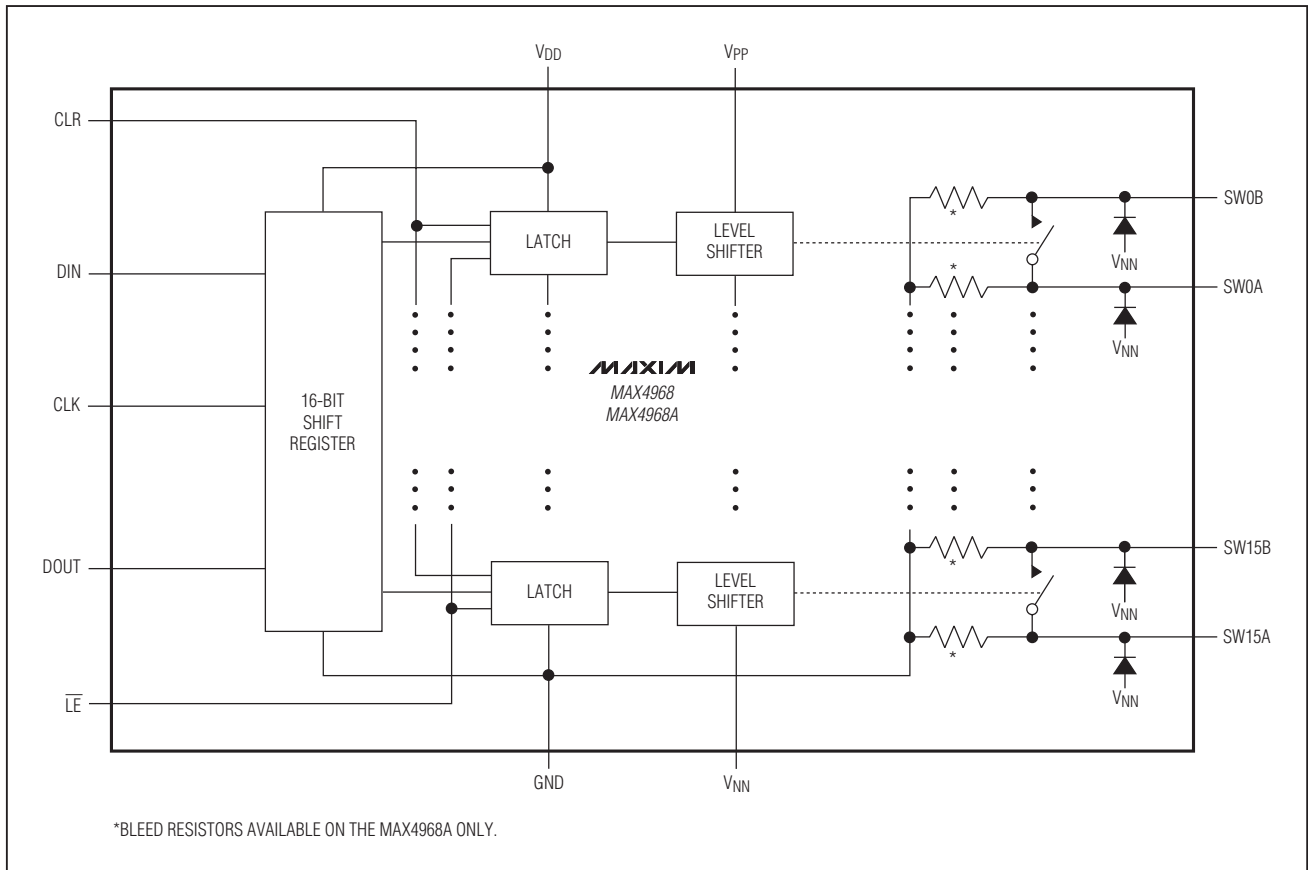 VDD
VPP
CLR
SW0B
LATCH
LEVEL
SHIFTER
*
VNN
DIN
*
SW0A
VNN
MAXIM
MAX4968
MAX4968A
CLK
16-BIT
SHIFT
REGISTER
SW15B
DOUT
LATCH
LEVEL
SHIFTER
*
VNN
SW15A
*
L̅E̅
VNN
GND
VNN
*BLEED RESISTORS AVAILABLE ON THE MAX4968A ONLY.